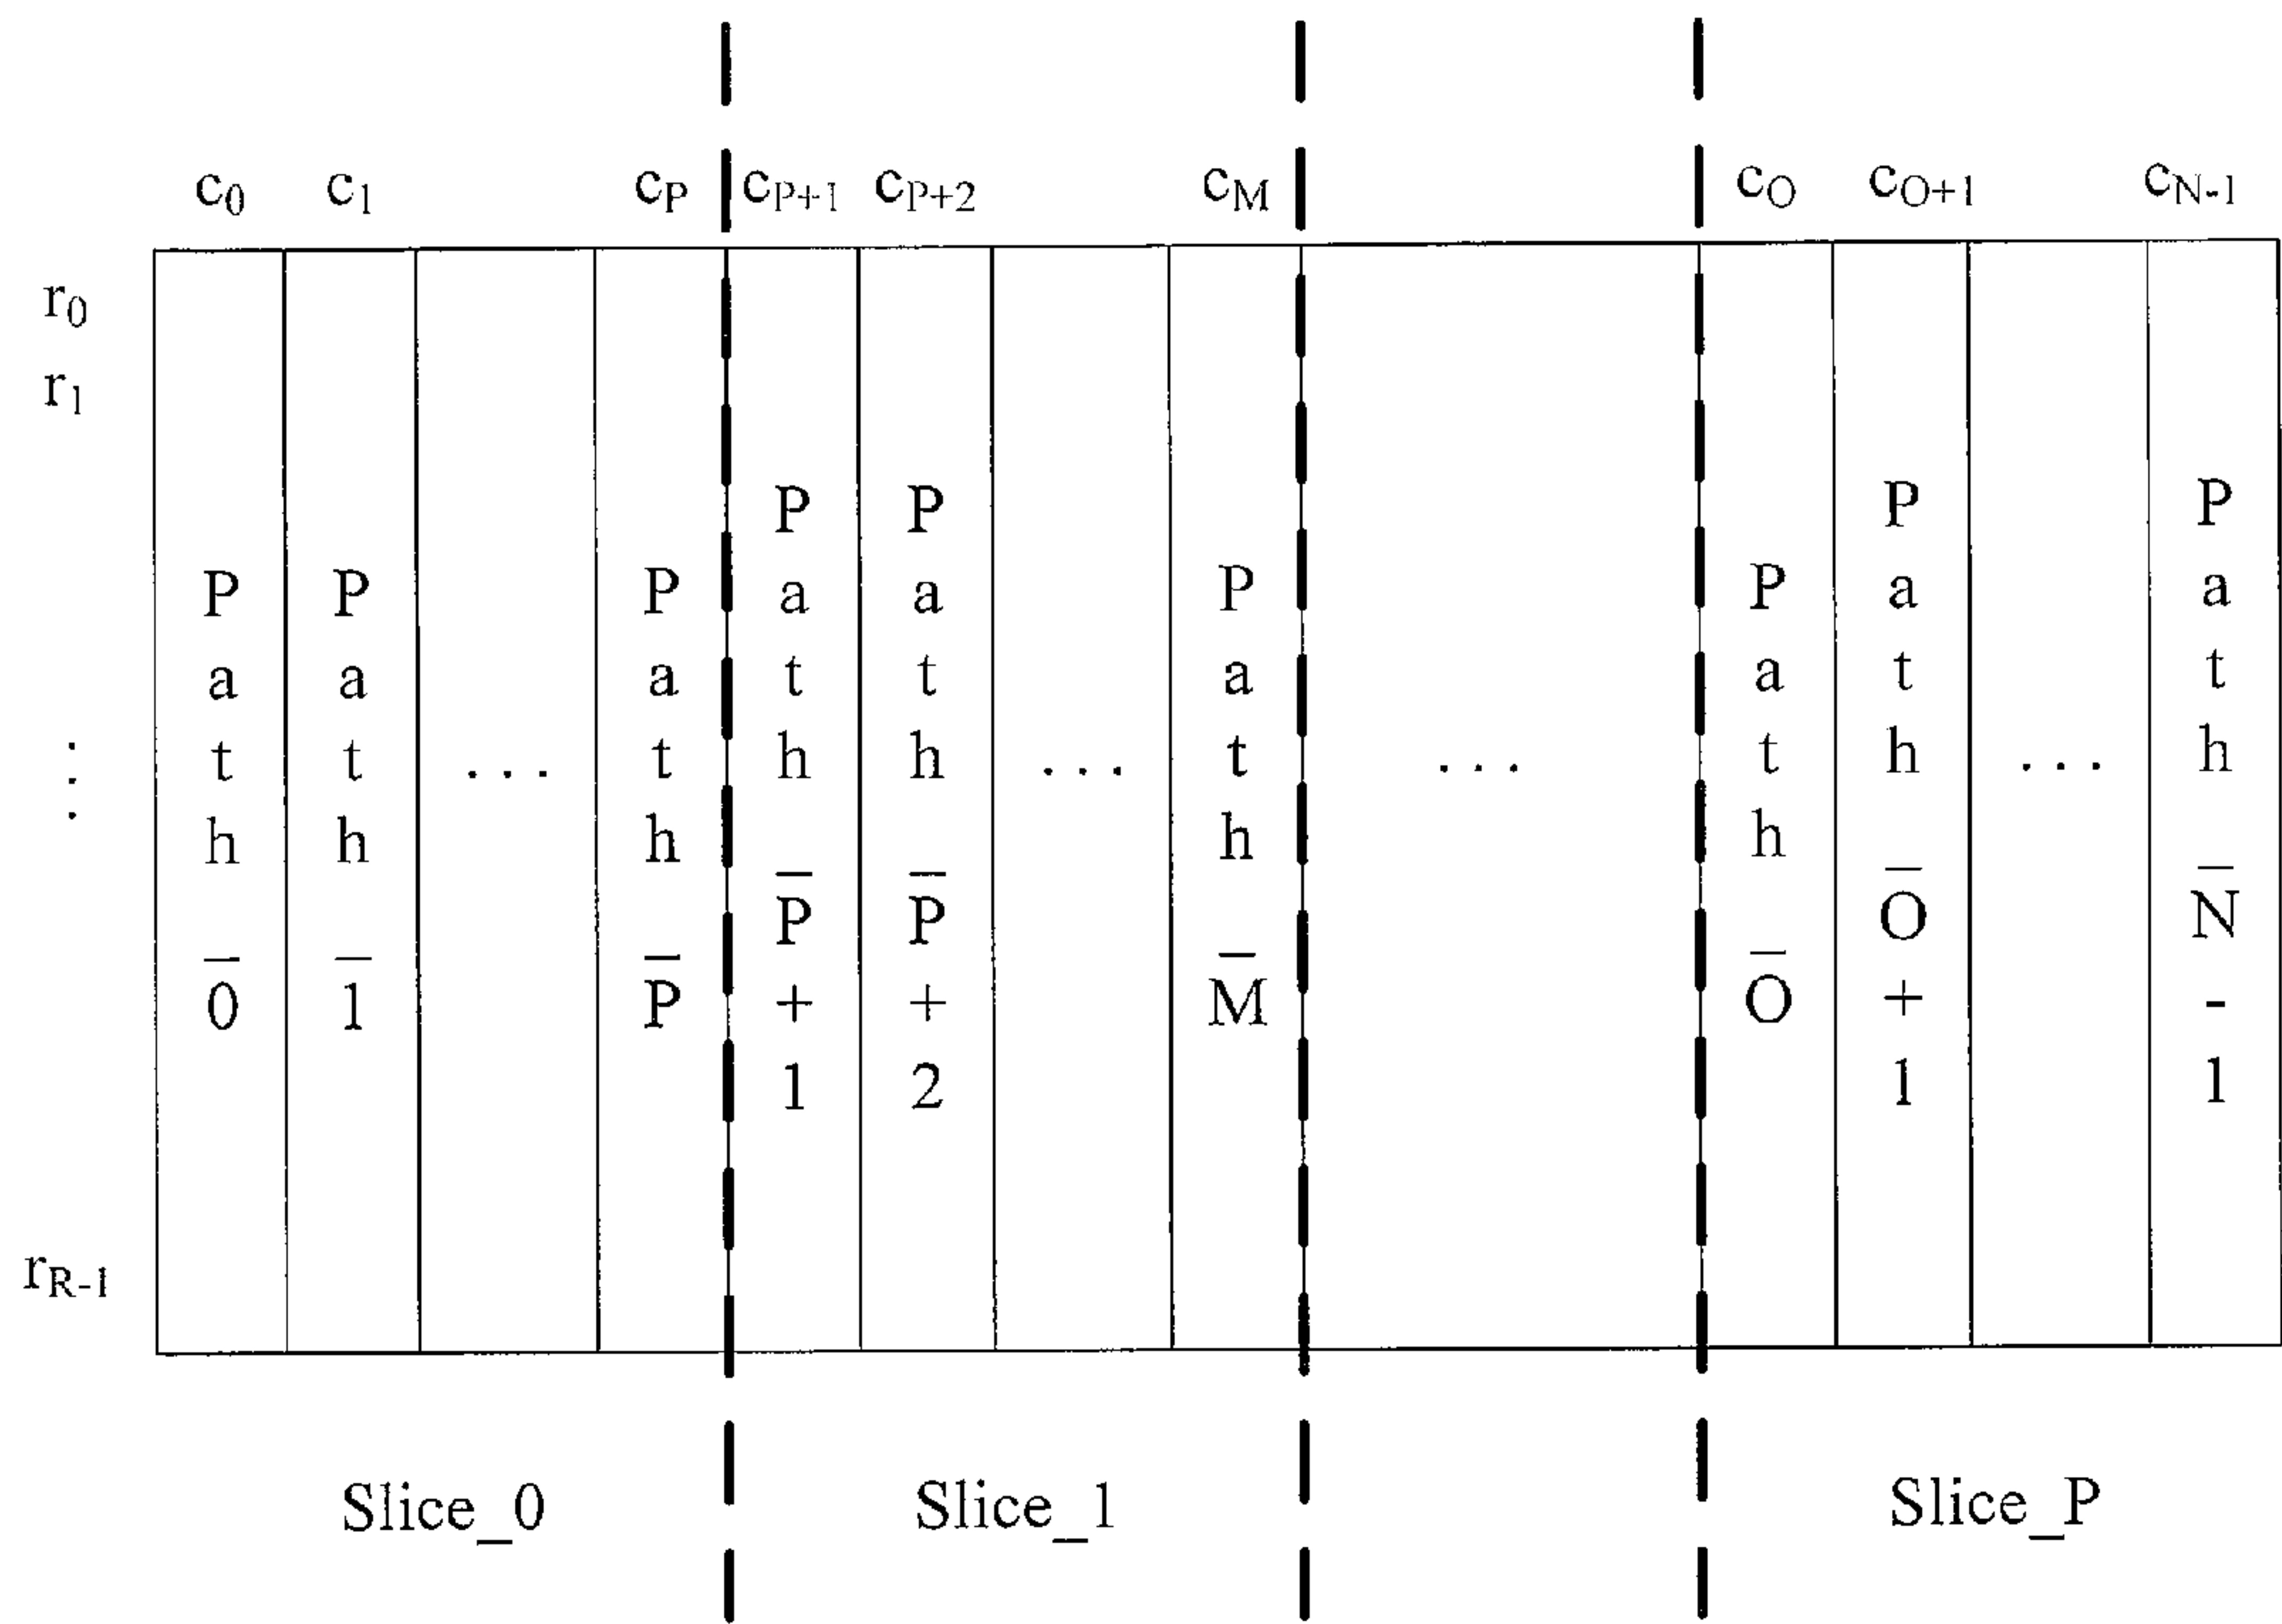 c0 c1 cP cP+1 cP+2 cM cO cO+1 cN-1
r0
r1
⋮
rR-1
Path_0
Path_1
...
Path_P
Path_P+1
Path_P+2
...
Path_M
...
Path_O
Path_O+1
...
Path_N-1
Slice_0 Slice_1 Slice_P